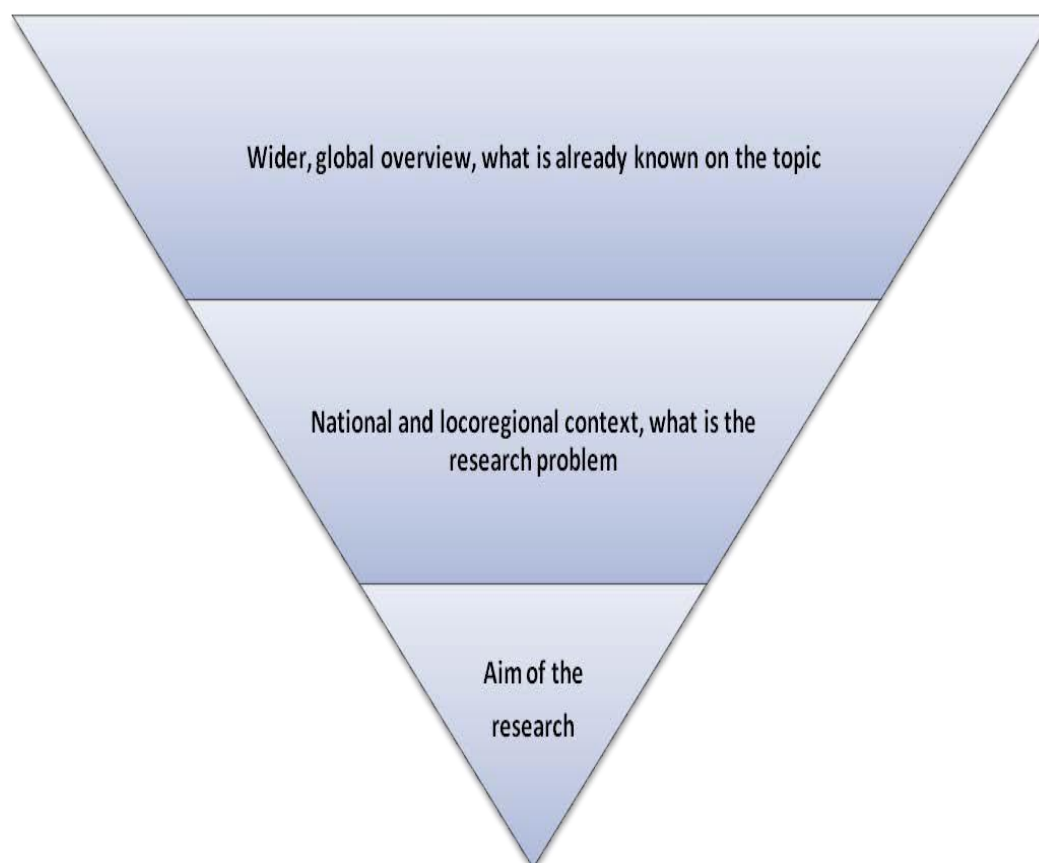 Wider, global overview, what is already known on the topic
National and locoregional context, what is the
research problem
Aim of the
research